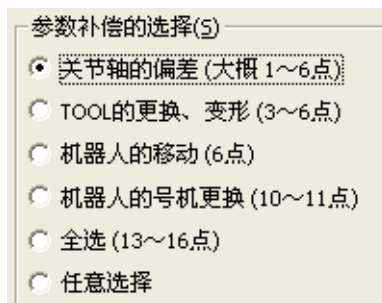 参数补偿的选择(S)
关节轴的偏差 (大概 1～6点)
TOOL的更换、变形 (3～6点)
机器人的移动 (6点)
机器人的号机更换 (10～11点)
全选 (13～16点)
任意选择